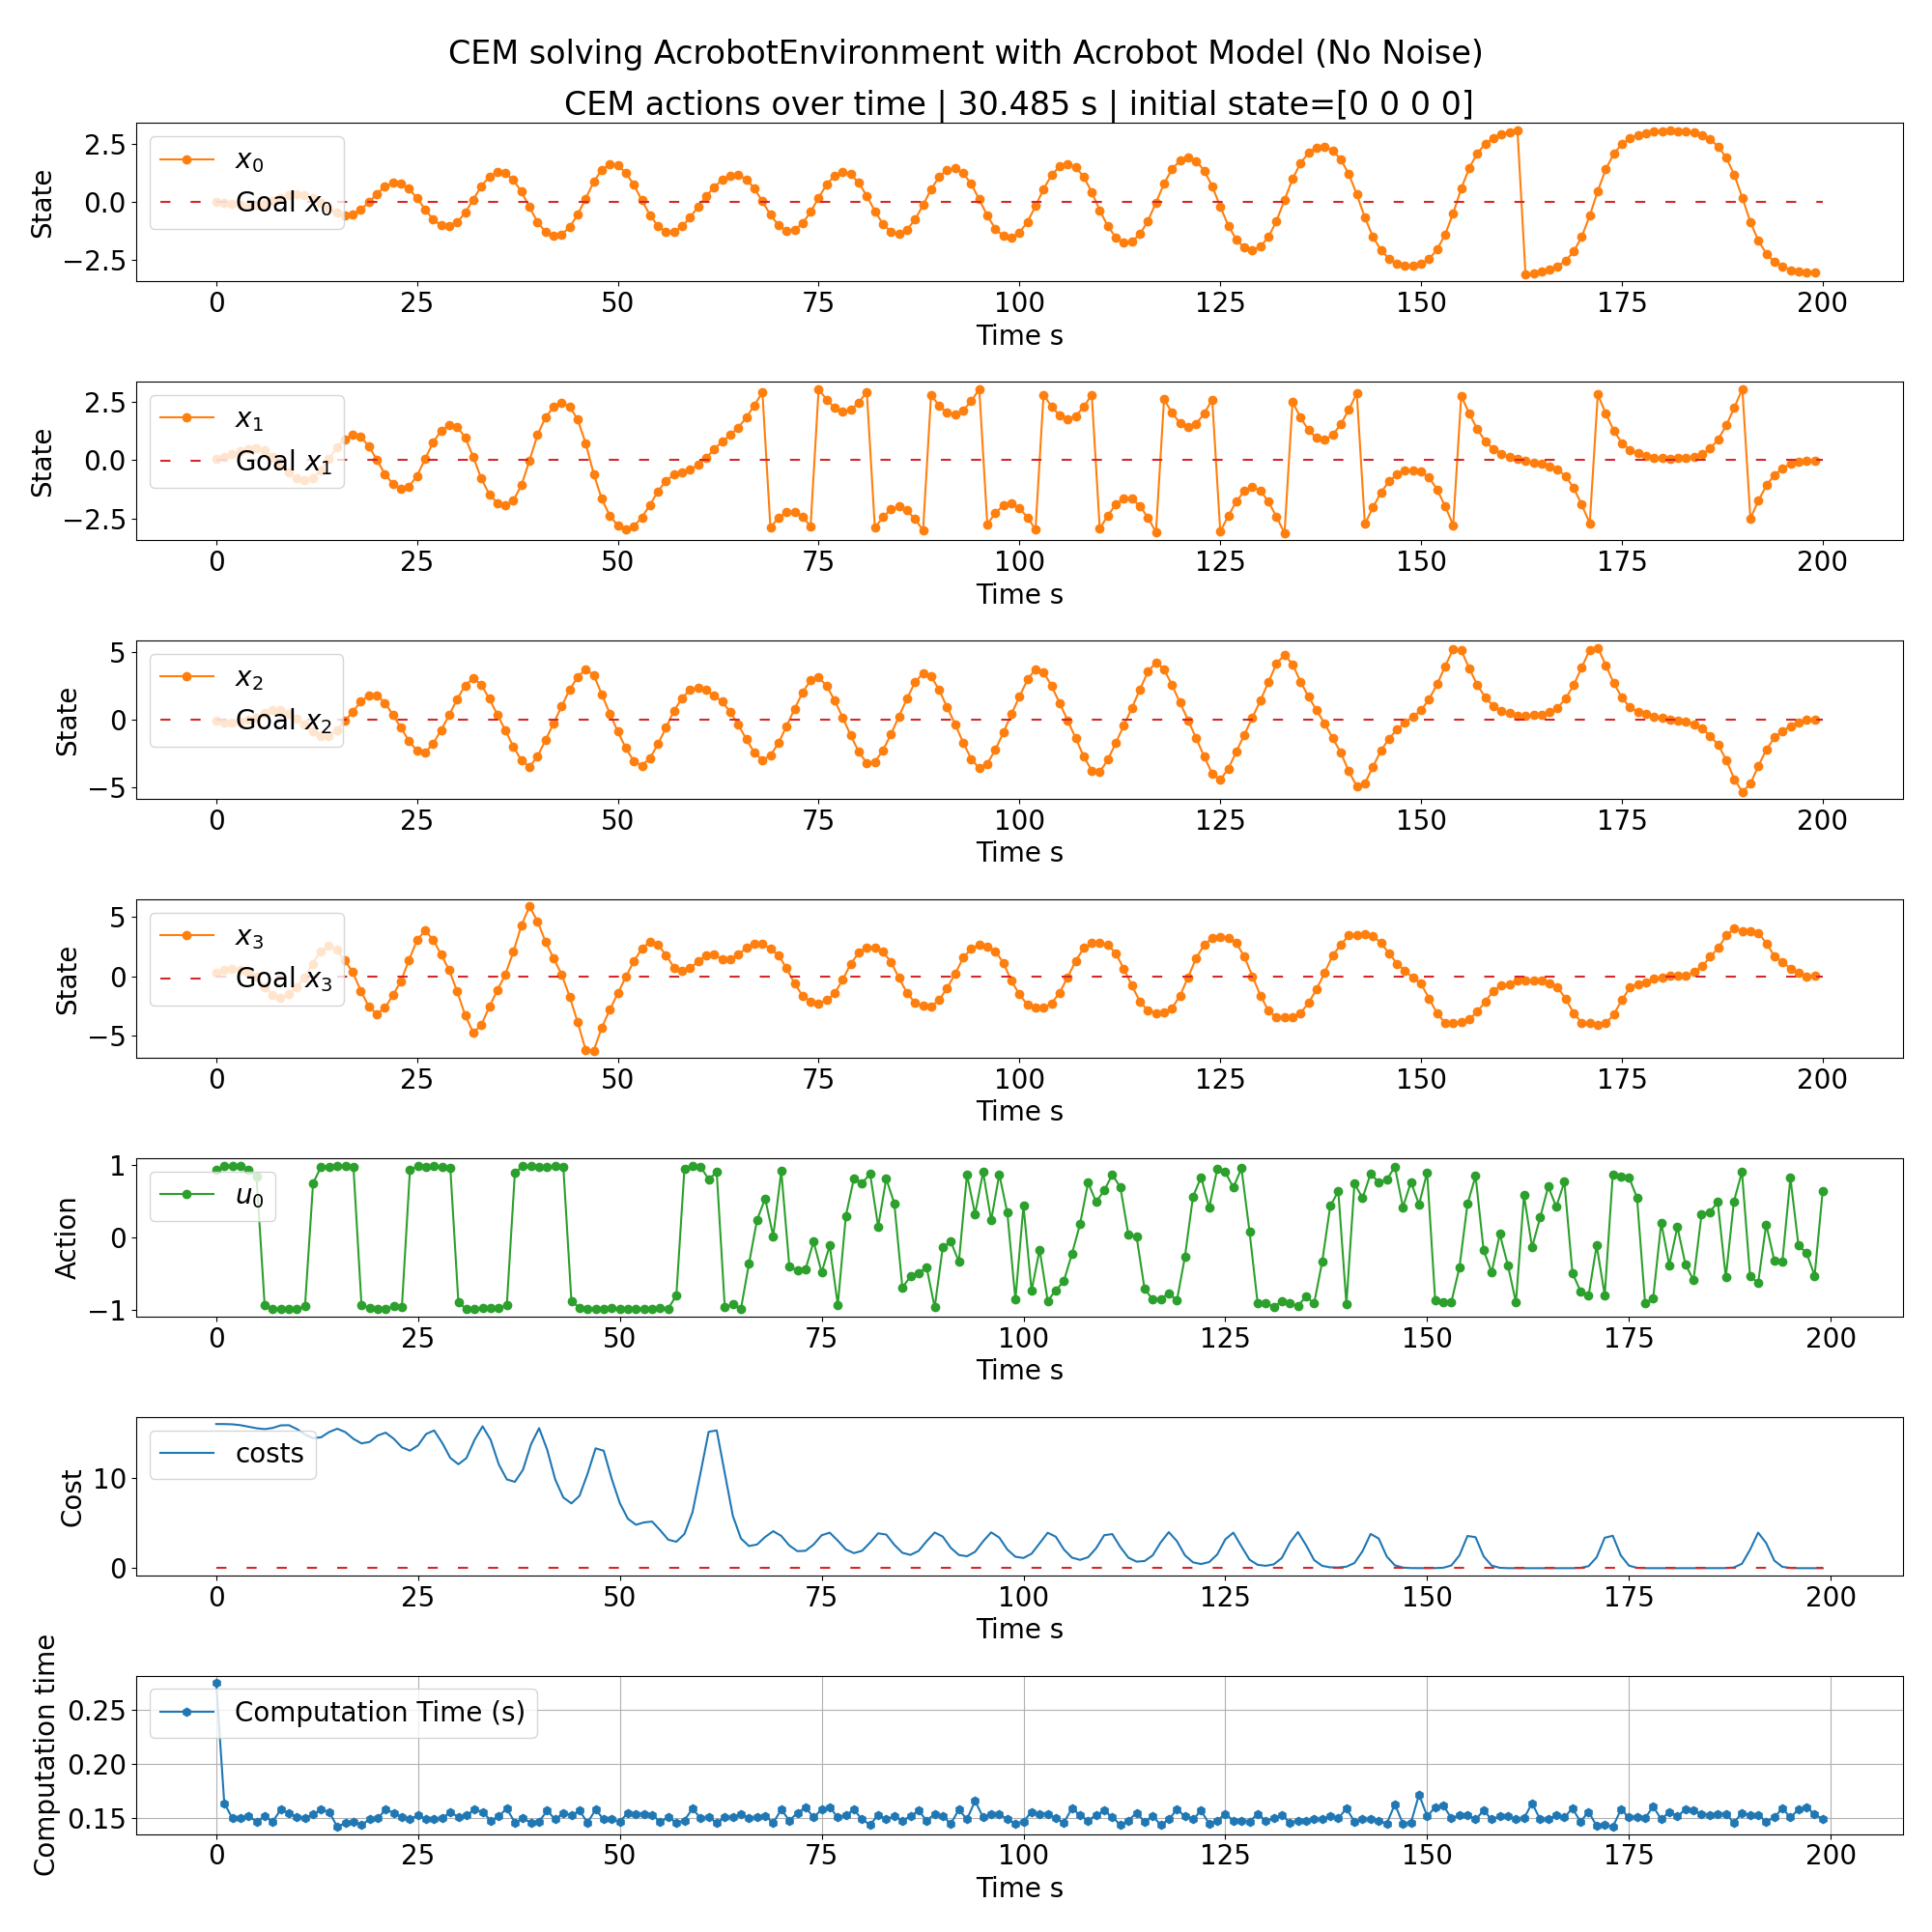 CEM solving AcrobotEnvironment with Acrobot Model (No Noise)
CEM actions over time | 30.485 s | initial state=[0 0 0 0]
2.5
0.0
−2.5
State
x₀
Goal x₀
0 25 50 75 100 125 150 175 200
Time s
2.5
0.0
−2.5
State
x₁
Goal x₁
0 25 50 75 100 125 150 175 200
Time s
5
0
−5
State
x₂
Goal x₂
0 25 50 75 100 125 150 175 200
Time s
5
0
−5
State
x₃
Goal x₃
0 25 50 75 100 125 150 175 200
Time s
1
0
−1
Action
u₀
0 25 50 75 100 125 150 175 200
Time s
10
0
Cost
costs
0 25 50 75 100 125 150 175 200
Time s
0.25
0.20
0.15
Computation time
Computation Time (s)
0 25 50 75 100 125 150 175 200
Time s